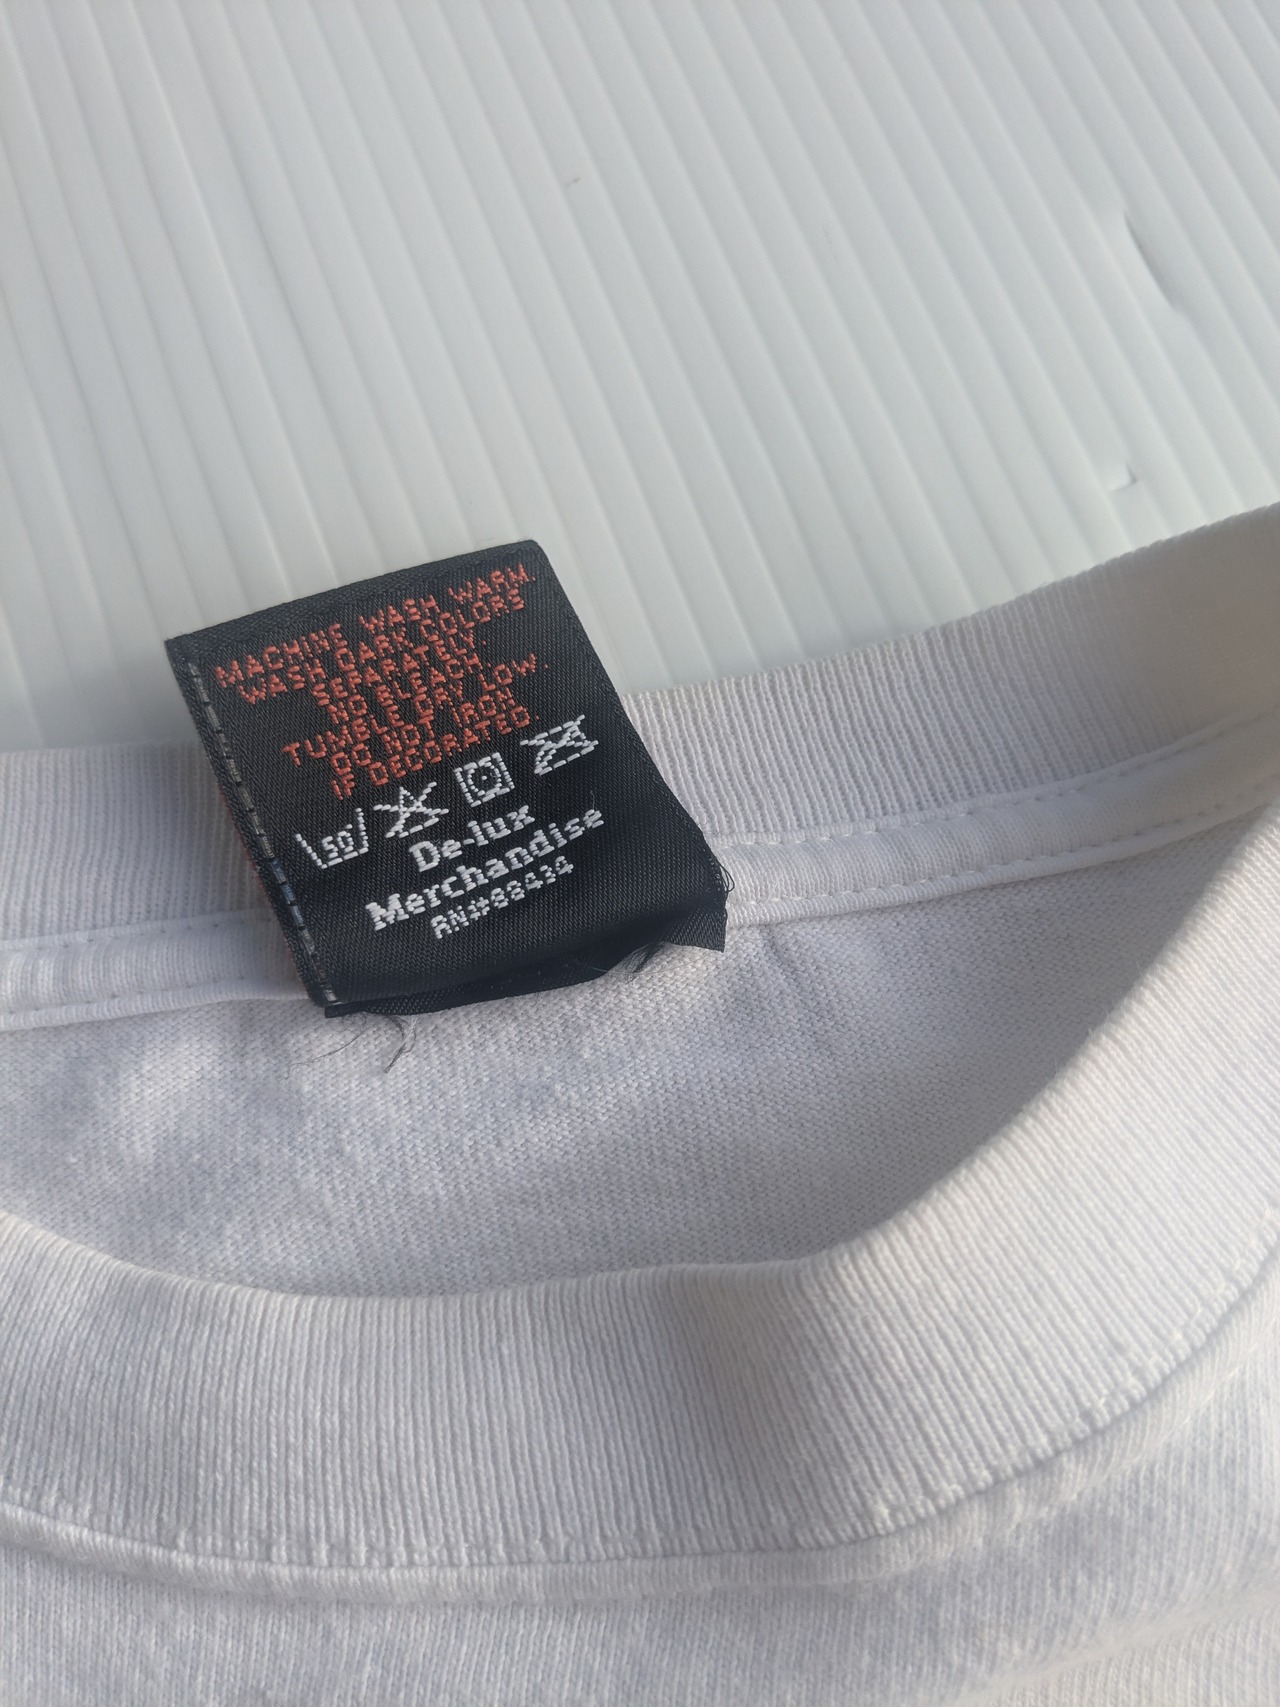 MACHINE WASH WARM.
WASH DARK COLORS
SEPARATELY.
NO BLEACH.
TUMBLE DRY LOW.
DO NOT IRON
IF DECORATED.
50
De-lux
Merchandise
RN#88434